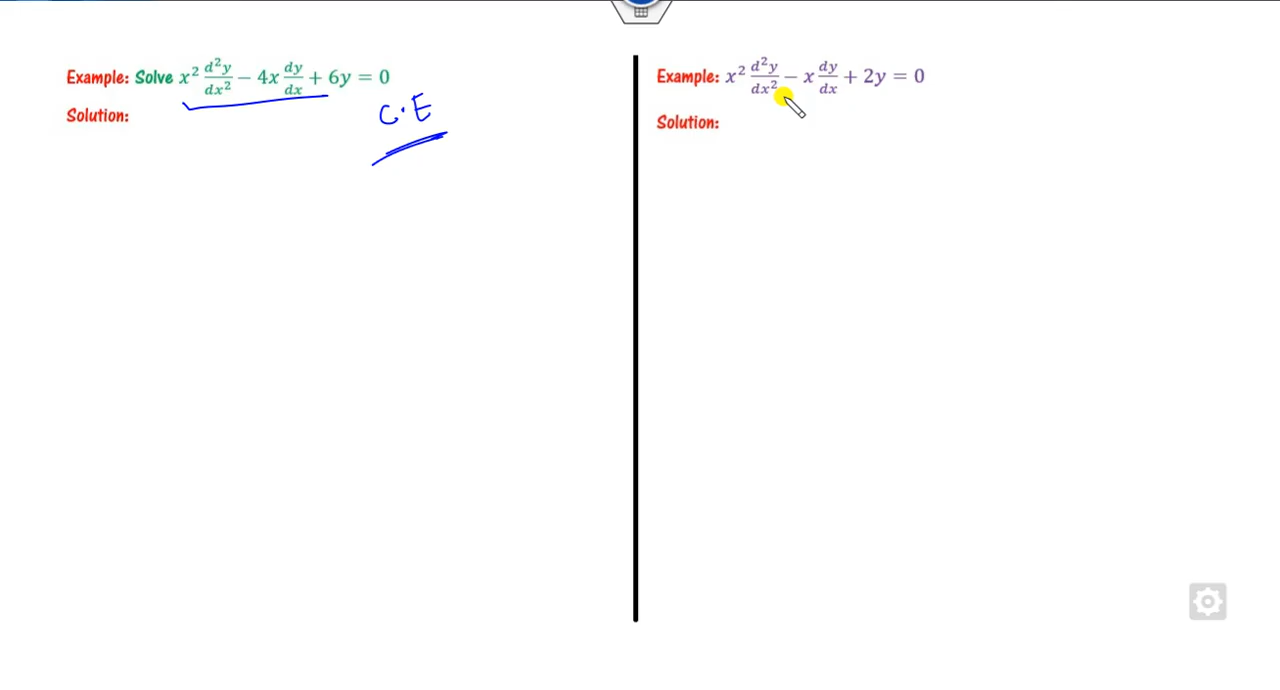 Example: Solve x² d²y/dx² − 4x dy/dx + 6y = 0
Solution:
C.E
Example: x² d²y/dx² − x dy/dx + 2y = 0
Solution: